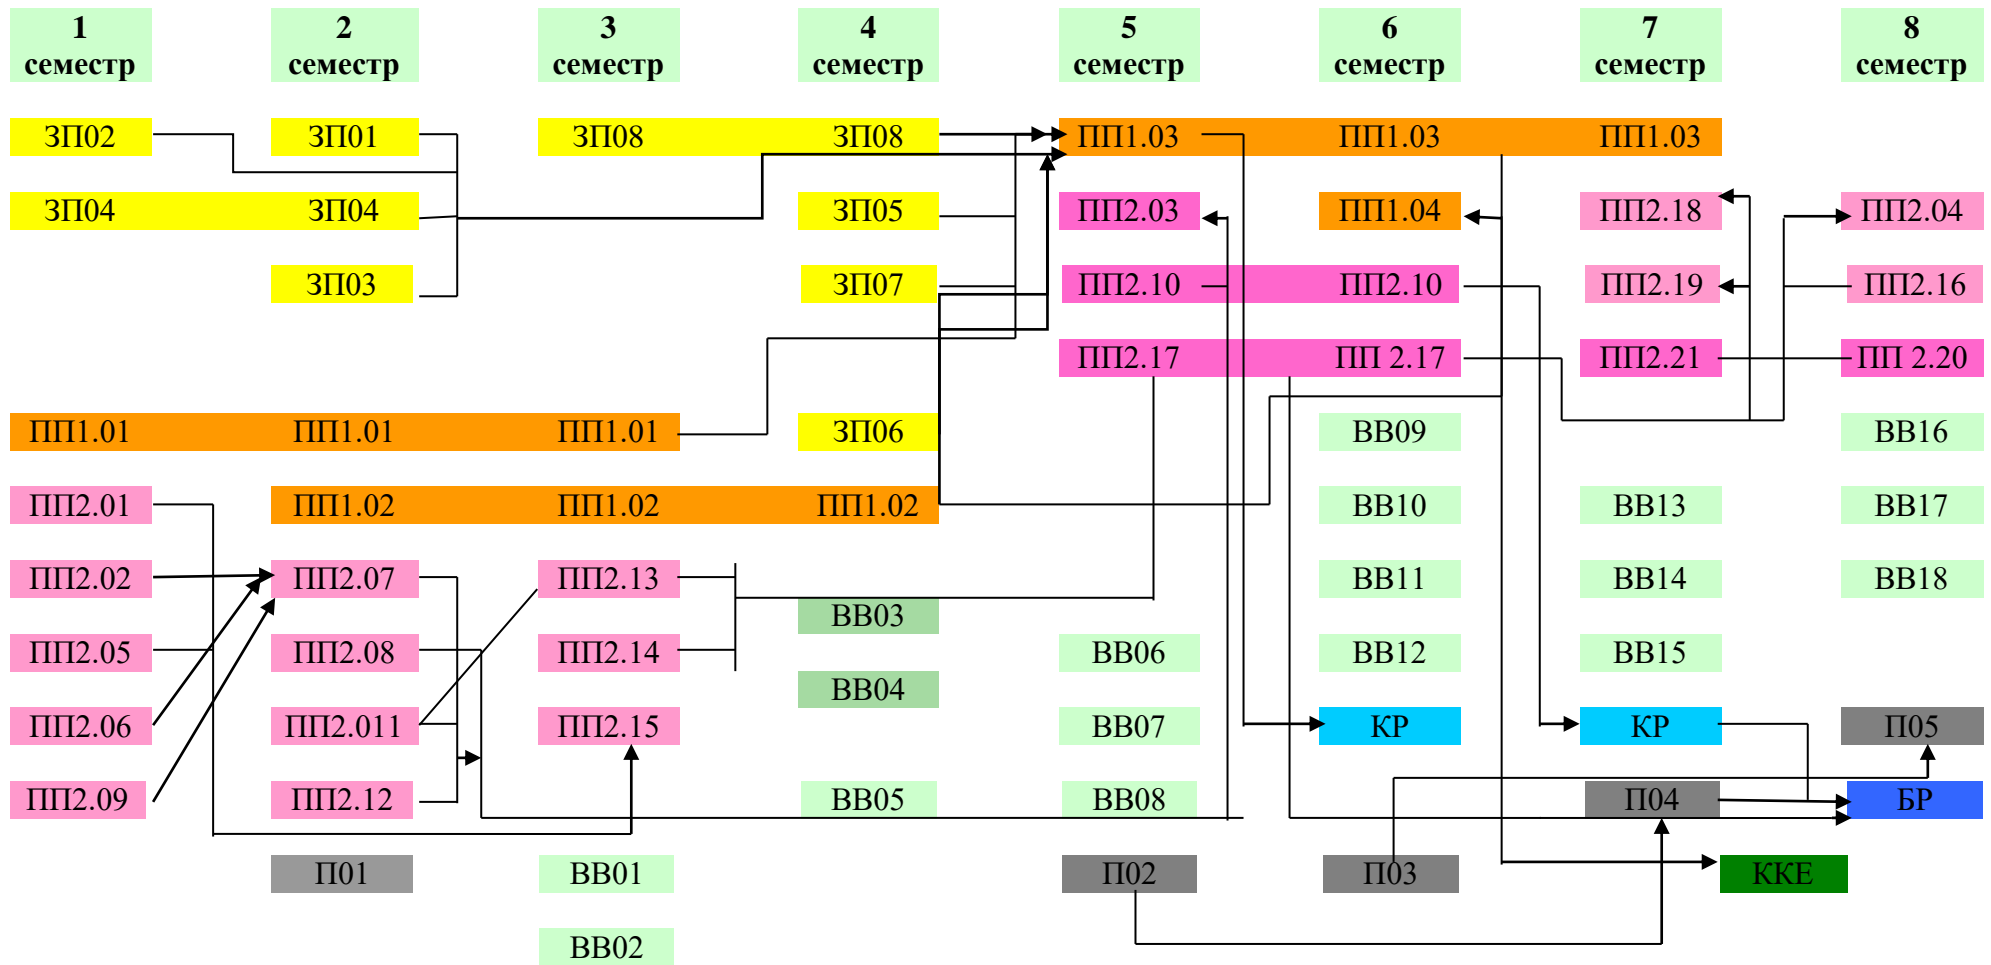 1 семестр
2 семестр
3 семестр
4 семестр
5 семестр
6 семестр
7 семестр
8 семестр
ЗП02
ЗП01
ЗП08
ЗП08
ПП1.03
ПП1.03
ПП1.03
ЗП04
ЗП04
ЗП05
ПП2.03
ПП1.04
ПП2.18
ПП2.04
ЗП03
ЗП07
ПП2.10
ПП2.10
ПП2.19
ПП2.16
ПП2.17
ПП 2.17
ПП2.21
ПП 2.20
ПП1.01
ПП1.01
ПП1.01
ЗП06
ВВ09
ВВ16
ПП2.01
ПП1.02
ПП1.02
ПП1.02
ВВ10
ВВ13
ВВ17
ПП2.02
ПП2.07
ПП2.13
ВВ03
ВВ11
ВВ14
ВВ18
ПП2.05
ПП2.08
ПП2.14
ВВ04
ВВ06
ВВ12
ВВ15
ПП2.06
ПП2.011
ПП2.15
ВВ07
КР
КР
П05
ПП2.09
ПП2.12
ВВ05
ВВ08
П04
БР
П01
ВВ01
П02
П03
ККЕ
ВВ02